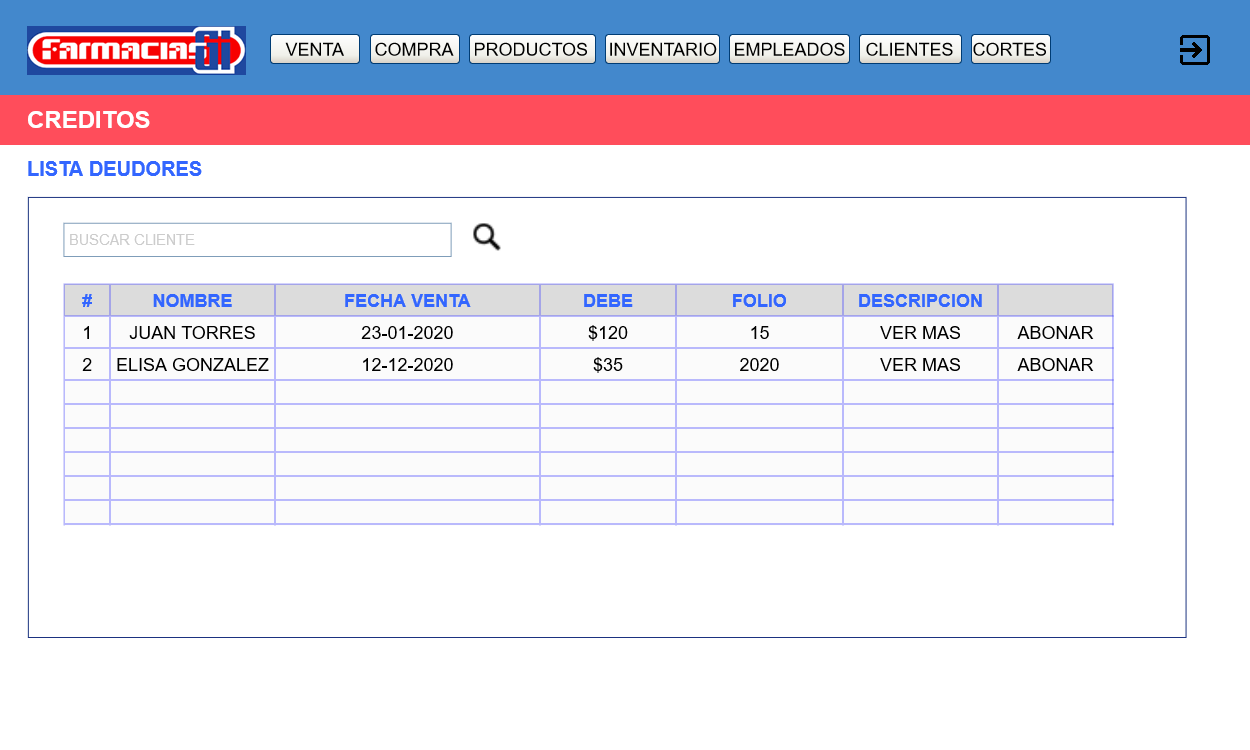 Farmacias GI
VENTA COMPRA PRODUCTOS INVENTARIO EMPLEADOS CLIENTES CORTES
CREDITOS
LISTA DEUDORES
BUSCAR CLIENTE
# NOMBRE FECHA VENTA DEBE FOLIO DESCRIPCION
1 JUAN TORRES 23-01-2020 $120 15 VER MAS ABONAR
2 ELISA GONZALEZ 12-12-2020 $35 2020 VER MAS ABONAR